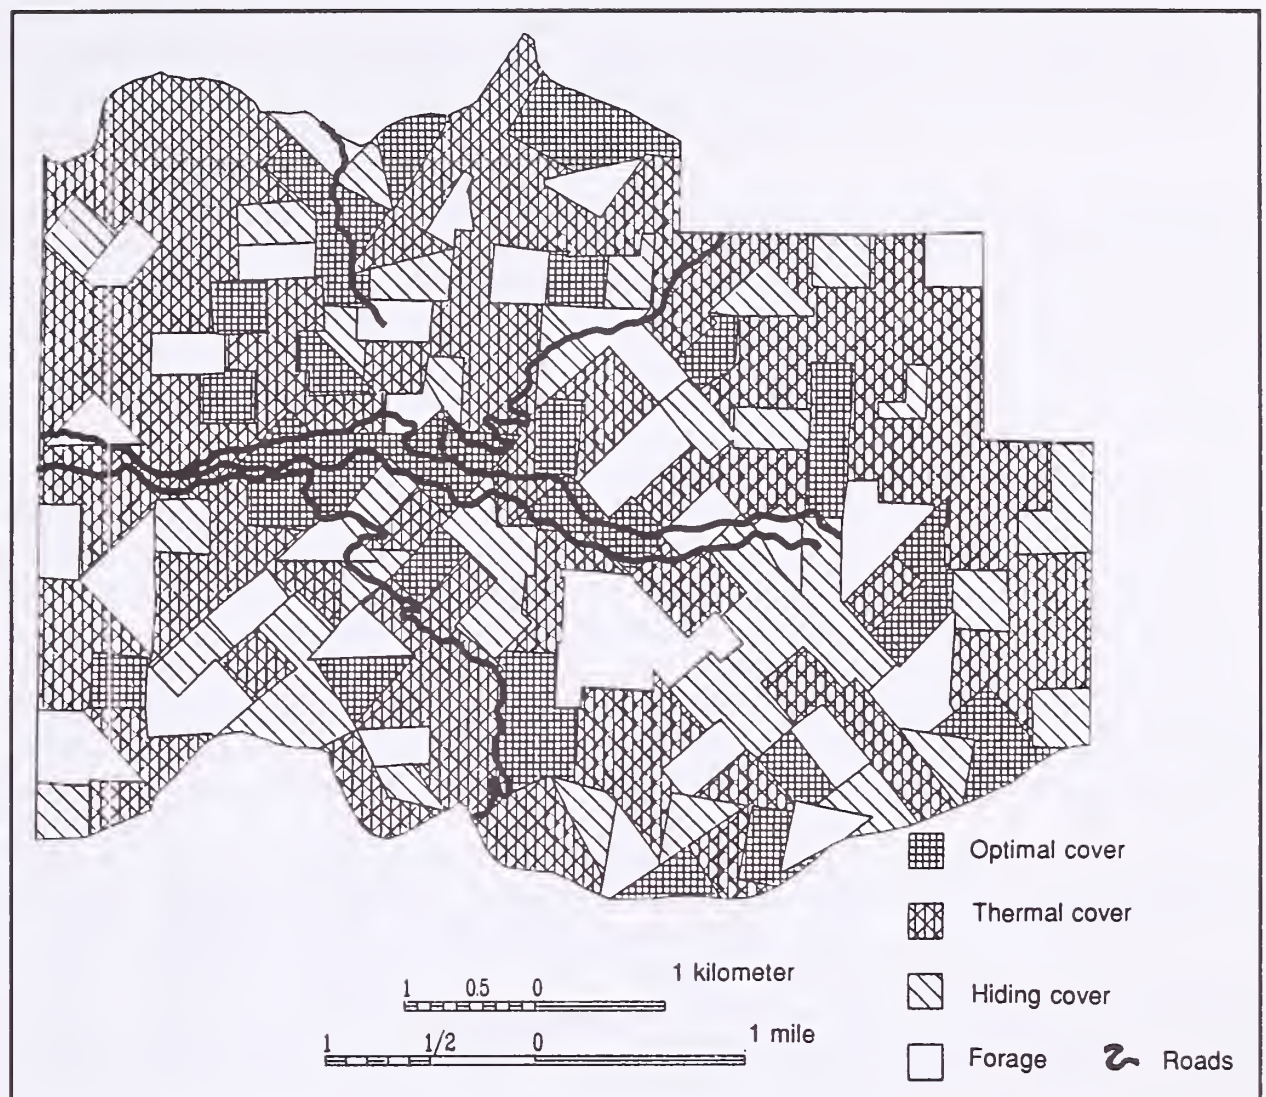 Optimal cover
Thermal cover
1 0.5 0 1 kilometer
Hiding cover
1 1/2 0 1 mile
Forage Roads